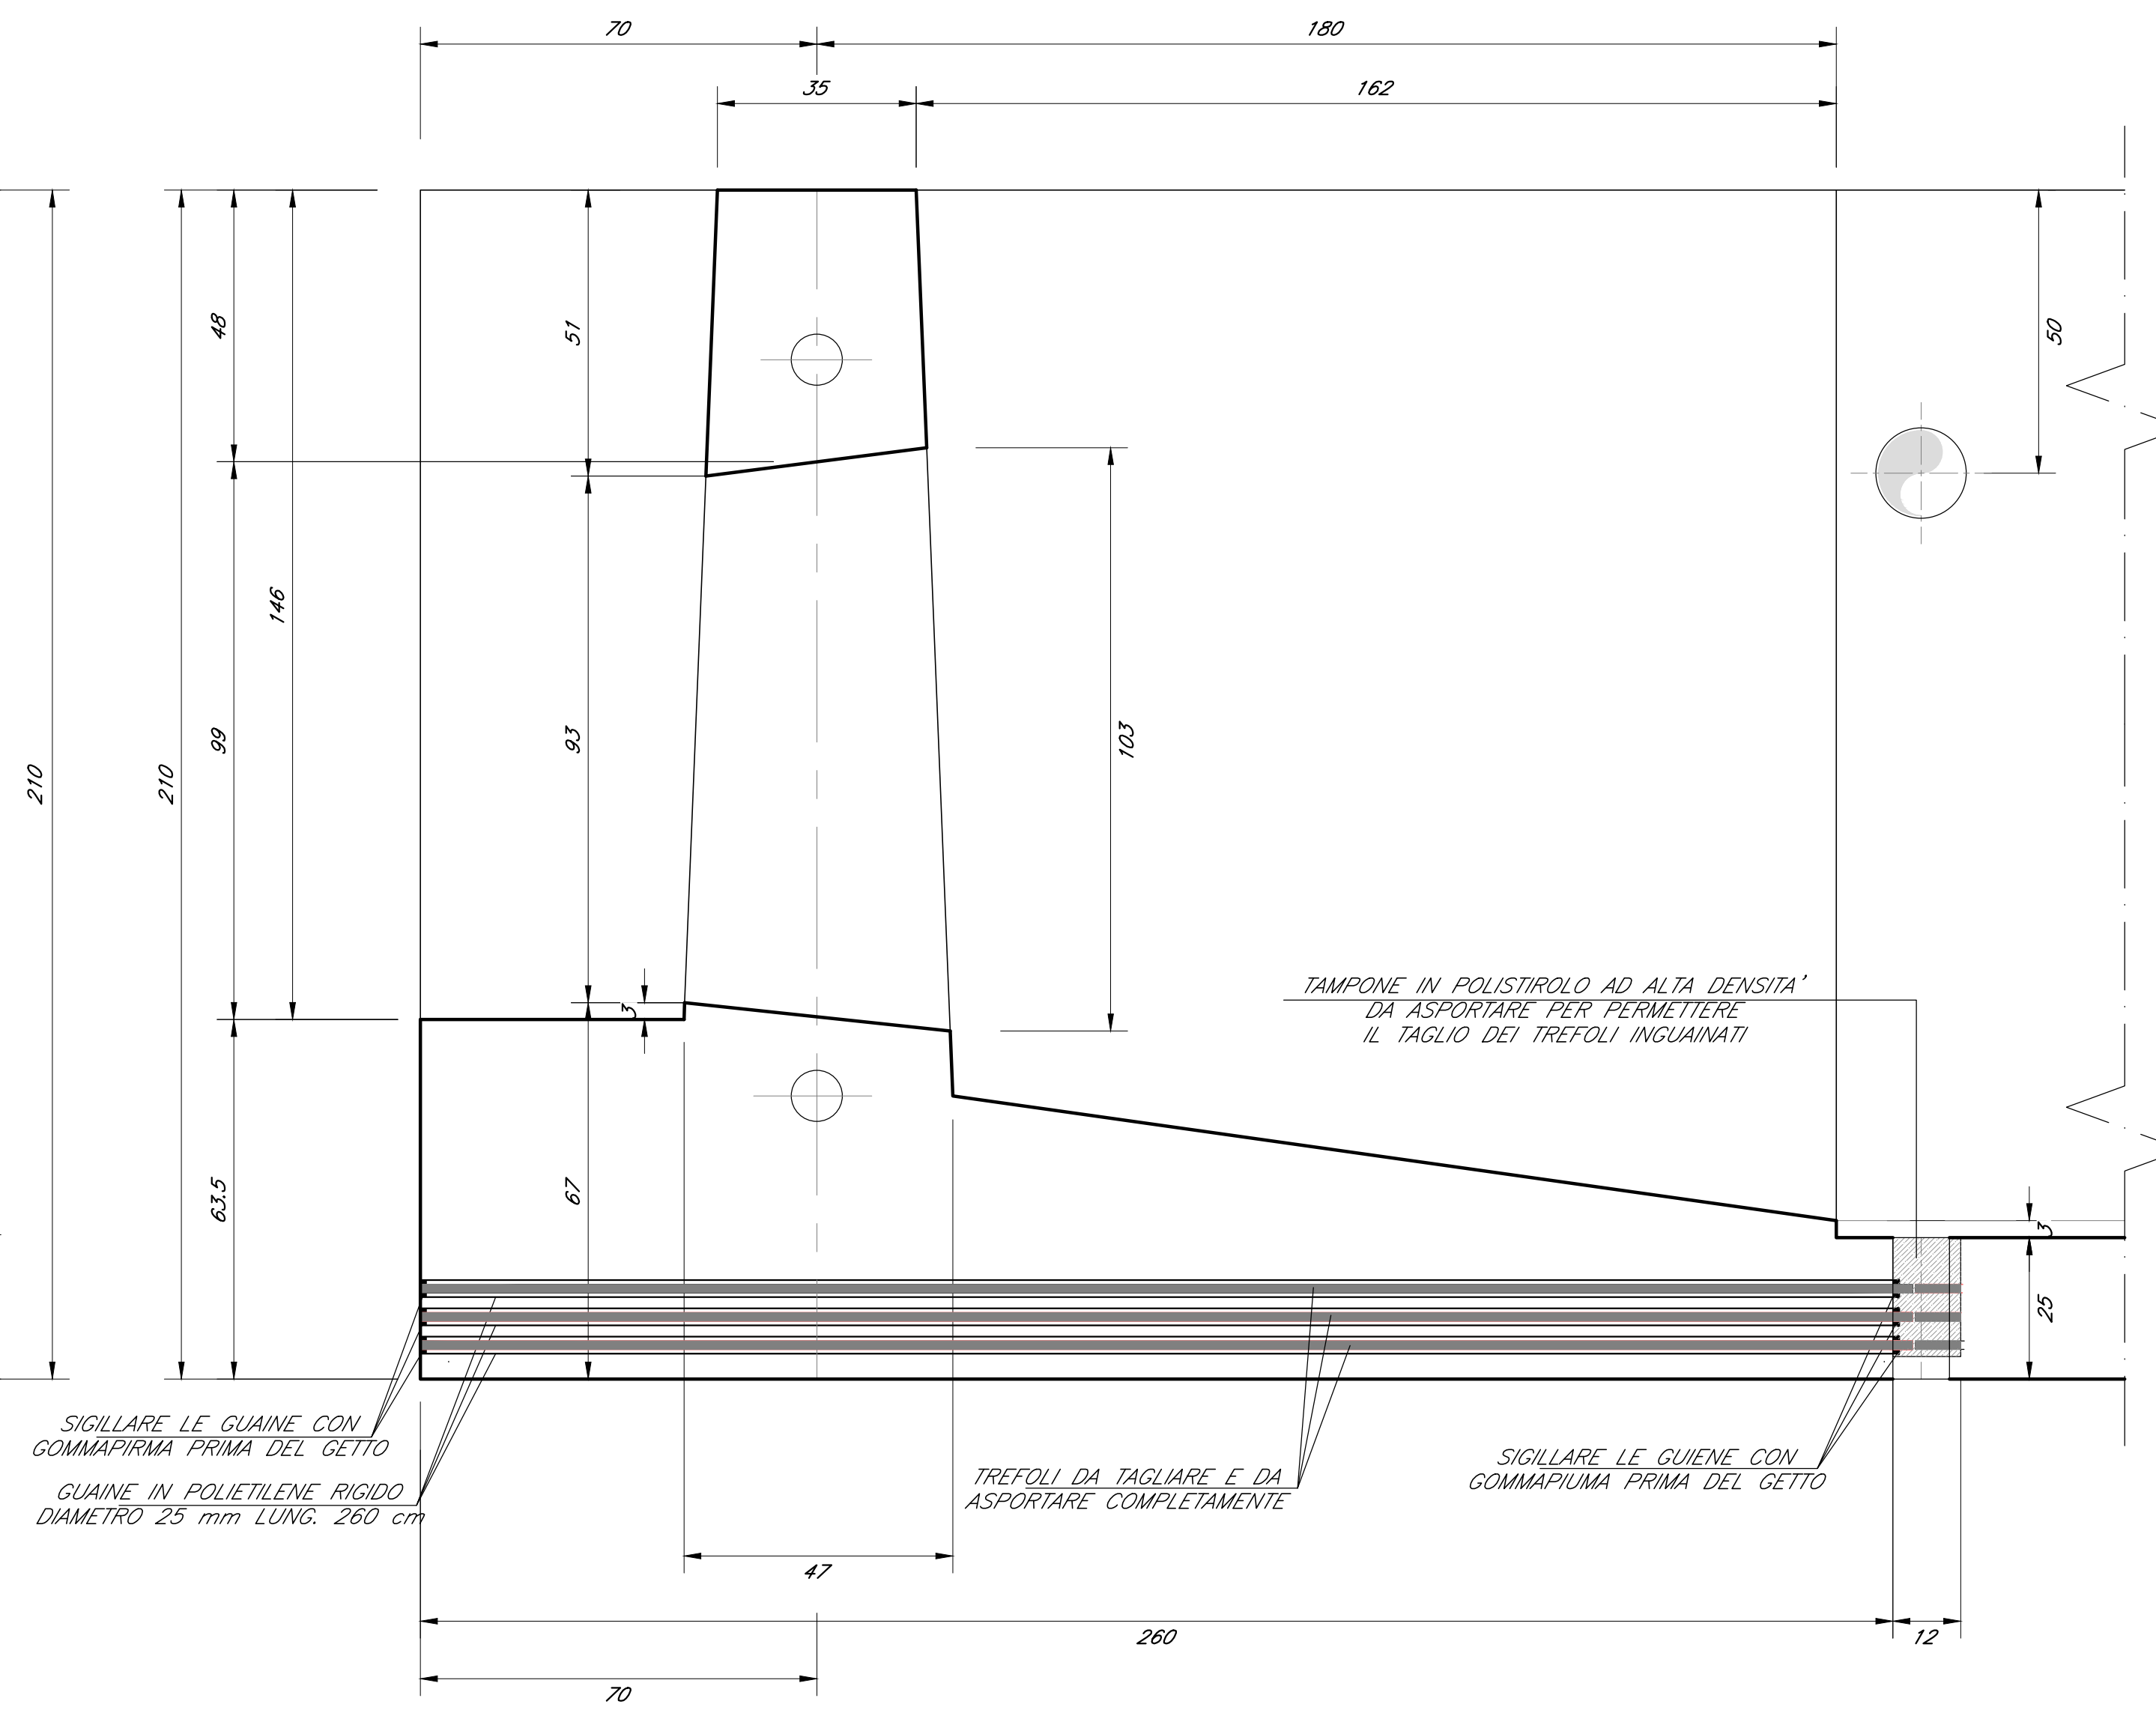 70
180
35
162
48
51
50
146
99
93
103
210
210
3
TAMPONE IN POLISTIROLO AD ALTA DENSITA'
DA ASPORTARE PER PERMETTERE
IL TAGLIO DEI TREFOLI INGUAINATI
63.5
67
3
25
SIGILLARE LE GUAINE CON
GOMMAPIRMA PRIMA DEL GETTO
GUAINE IN POLIETILENE RIGIDO
DIAMETRO 25 mm LUNG. 260 cm
TREFOLI DA TAGLIARE E DA
ASPORTARE COMPLETAMENTE
SIGILLARE LE GUIENE CON
GOMMAPIUMA PRIMA DEL GETTO
47
260
12
70